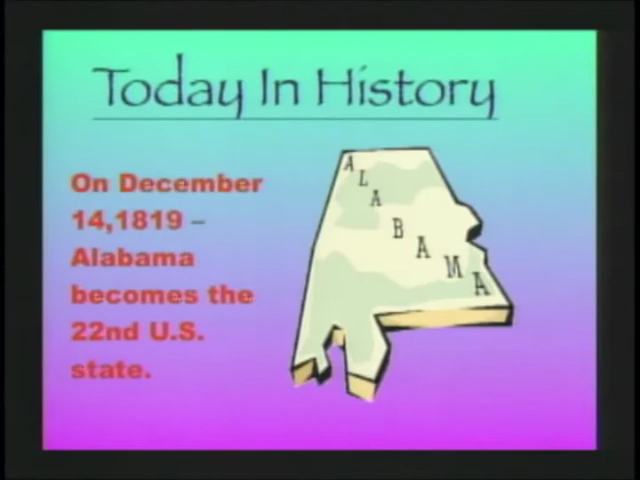 Today In History
On December
14,1819 –
Alabama
becomes the
22nd U.S.
state.
ALABAMA